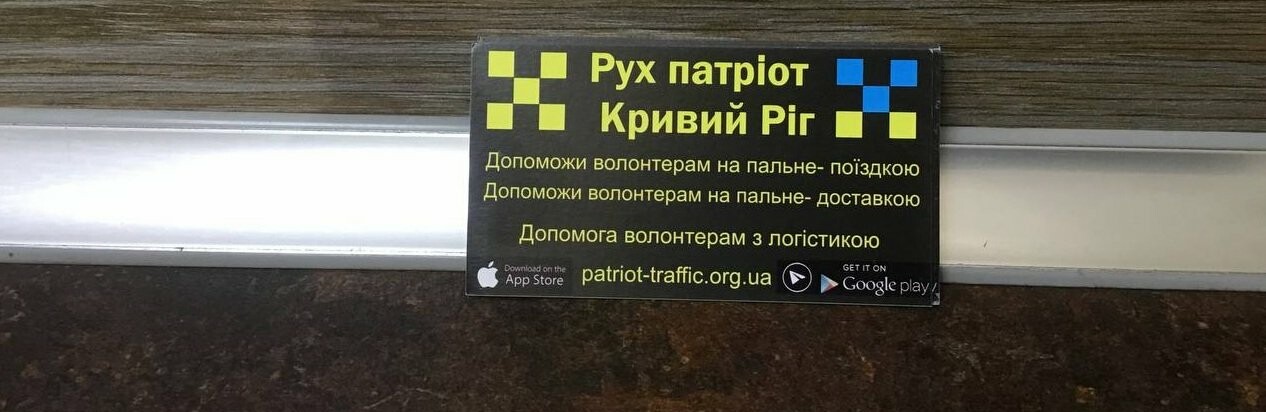 Рух патріот
Кривий Ріг
Допоможи волонтерам на пальне- поїздкою
Допоможи волонтерам на пальне- доставкою
Допомога волонтерам з логістикою
Download on the
App Store
patriot-traffic.org.ua
GET IT ON
Google play